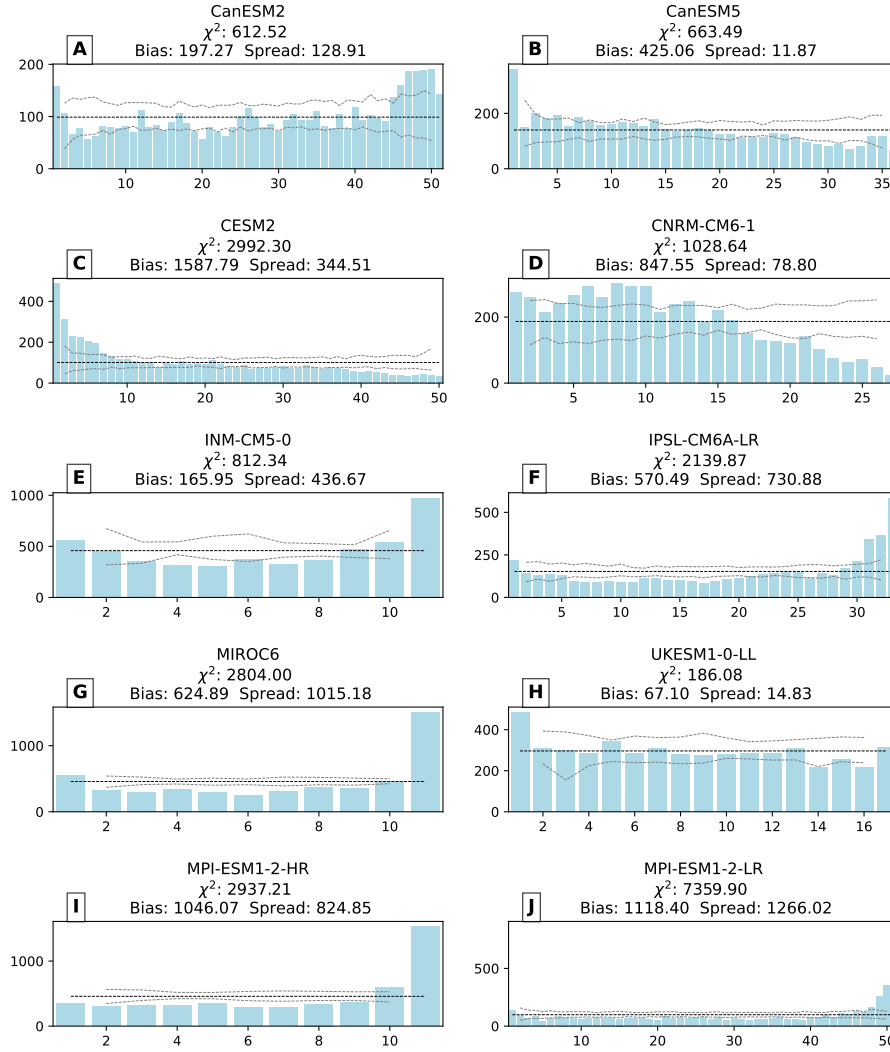 CanESM2
χ²: 612.52
A Bias: 197.27 Spread: 128.91
200
100
0
10 20 30 40 50
CanESM5
χ²: 663.49
B Bias: 425.06 Spread: 11.87
200
0
5 10 15 20 25 30 35
CESM2
χ²: 2992.30
C Bias: 1587.79 Spread: 344.51
400
200
0
10 20 30 40 50
CNRM-CM6-1
χ²: 1028.64
D Bias: 847.55 Spread: 78.80
200
0
5 10 15 20 25
INM-CM5-0
χ²: 812.34
E Bias: 165.95 Spread: 436.67
1000
500
0
2 4 6 8 10
IPSL-CM6A-LR
χ²: 2139.87
F Bias: 570.49 Spread: 730.88
500
250
0
5 10 15 20 25 30
MIROC6
χ²: 2804.00
G Bias: 624.89 Spread: 1015.18
1000
0
2 4 6 8 10
UKESM1-0-LL
χ²: 186.08
H Bias: 67.10 Spread: 14.83
400
200
0
2 4 6 8 10 12 14 16
MPI-ESM1-2-HR
χ²: 2937.21
I Bias: 1046.07 Spread: 824.85
1000
0
2 4 6 8 10
MPI-ESM1-2-LR
χ²: 7359.90
J Bias: 1118.40 Spread: 1266.02
500
0
10 20 30 40 50